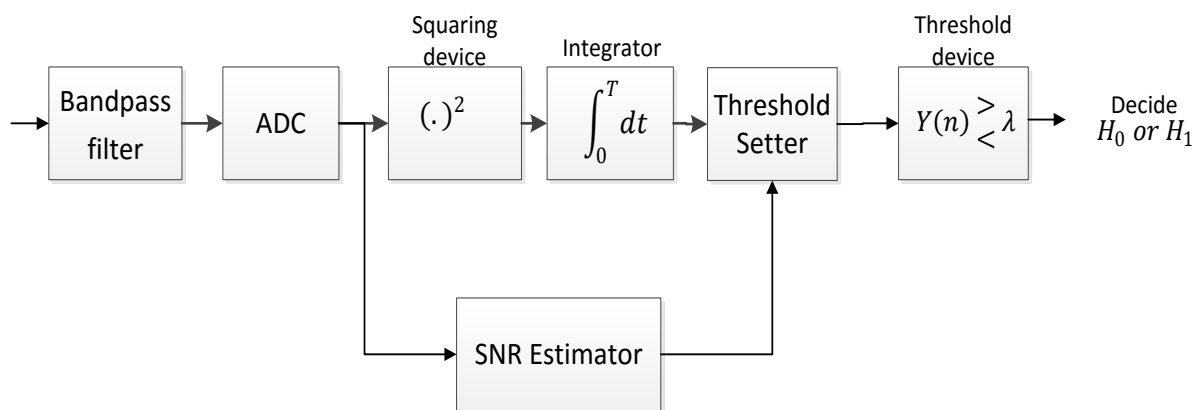 Squaring
device
Integrator
Threshold
device
Bandpass
filter
ADC
(.)²
∫₀ᵀ dt
Threshold
Setter
Y(n) >< λ
Decide
H₀ or H₁
SNR Estimator